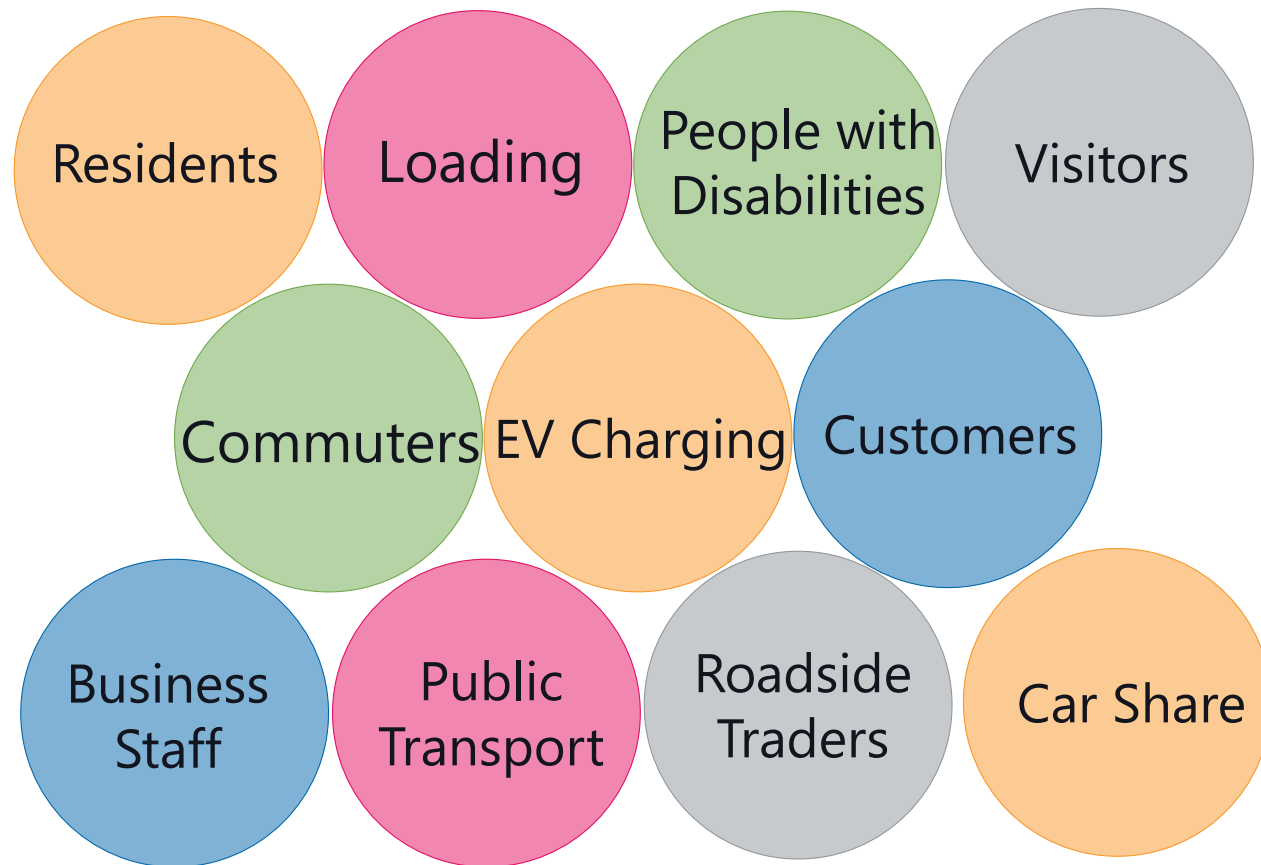 Residents
Loading
People with
Disabilities
Visitors
Commuters
EV Charging
Customers
Business
Staff
Public
Transport
Roadside
Traders
Car Share